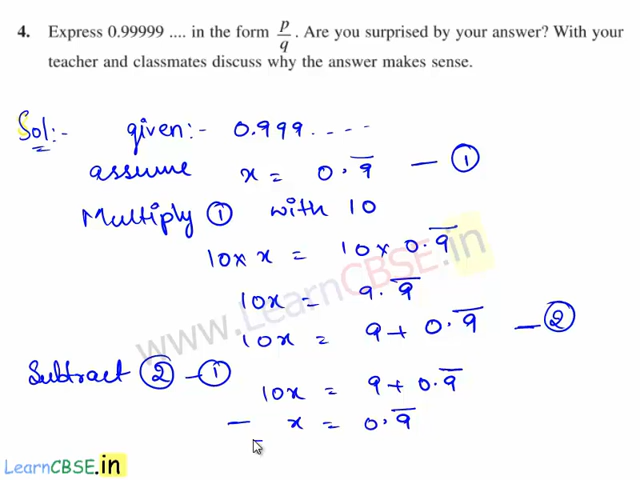 4. Express 0.99999 .... in the form p/q. Are you surprised by your answer? With your
teacher and classmates discuss why the answer makes sense.
Sol:- given:- 0.999.....
assume x = 0.9̅ — ①
Multiply ① with 10
10 × x = 10 × 0.9̅
10x = 9.9̅
10x = 9 + 0.9̅ — ②
Subtract ② - ①
10x = 9 + 0.9̅
- x = 0.9̅
www.LearnCBSE.in
LearnCBSE.in